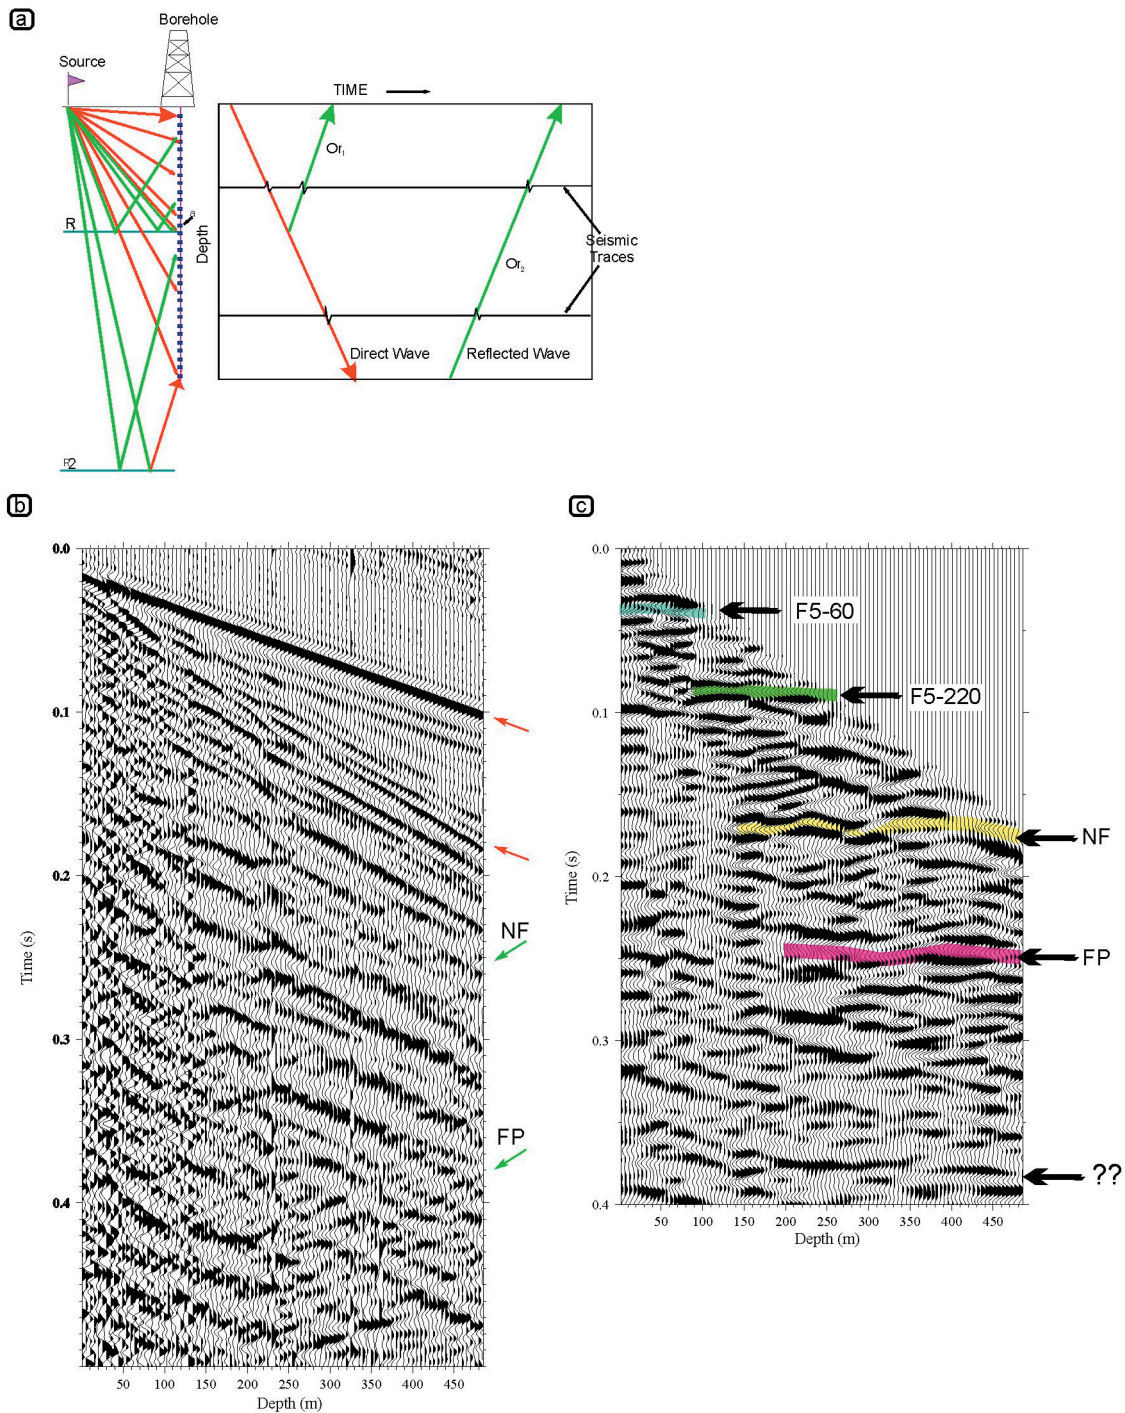 a
Borehole
Source
TIME
Or1
R
a
Depth
Seismic
Traces
Or2
Direct Wave
Reflected Wave
R2
b
0.0
0.1
0.2
0.3
0.4
Time (s)
NF
FP
50 100 150 200 250 300 350 400 450
Depth (m)
c
0.0
0.1
0.2
0.3
0.4
Time (s)
F5-60
F5-220
NF
FP
??
50 100 150 200 250 300 350 400 450
Depth (m)